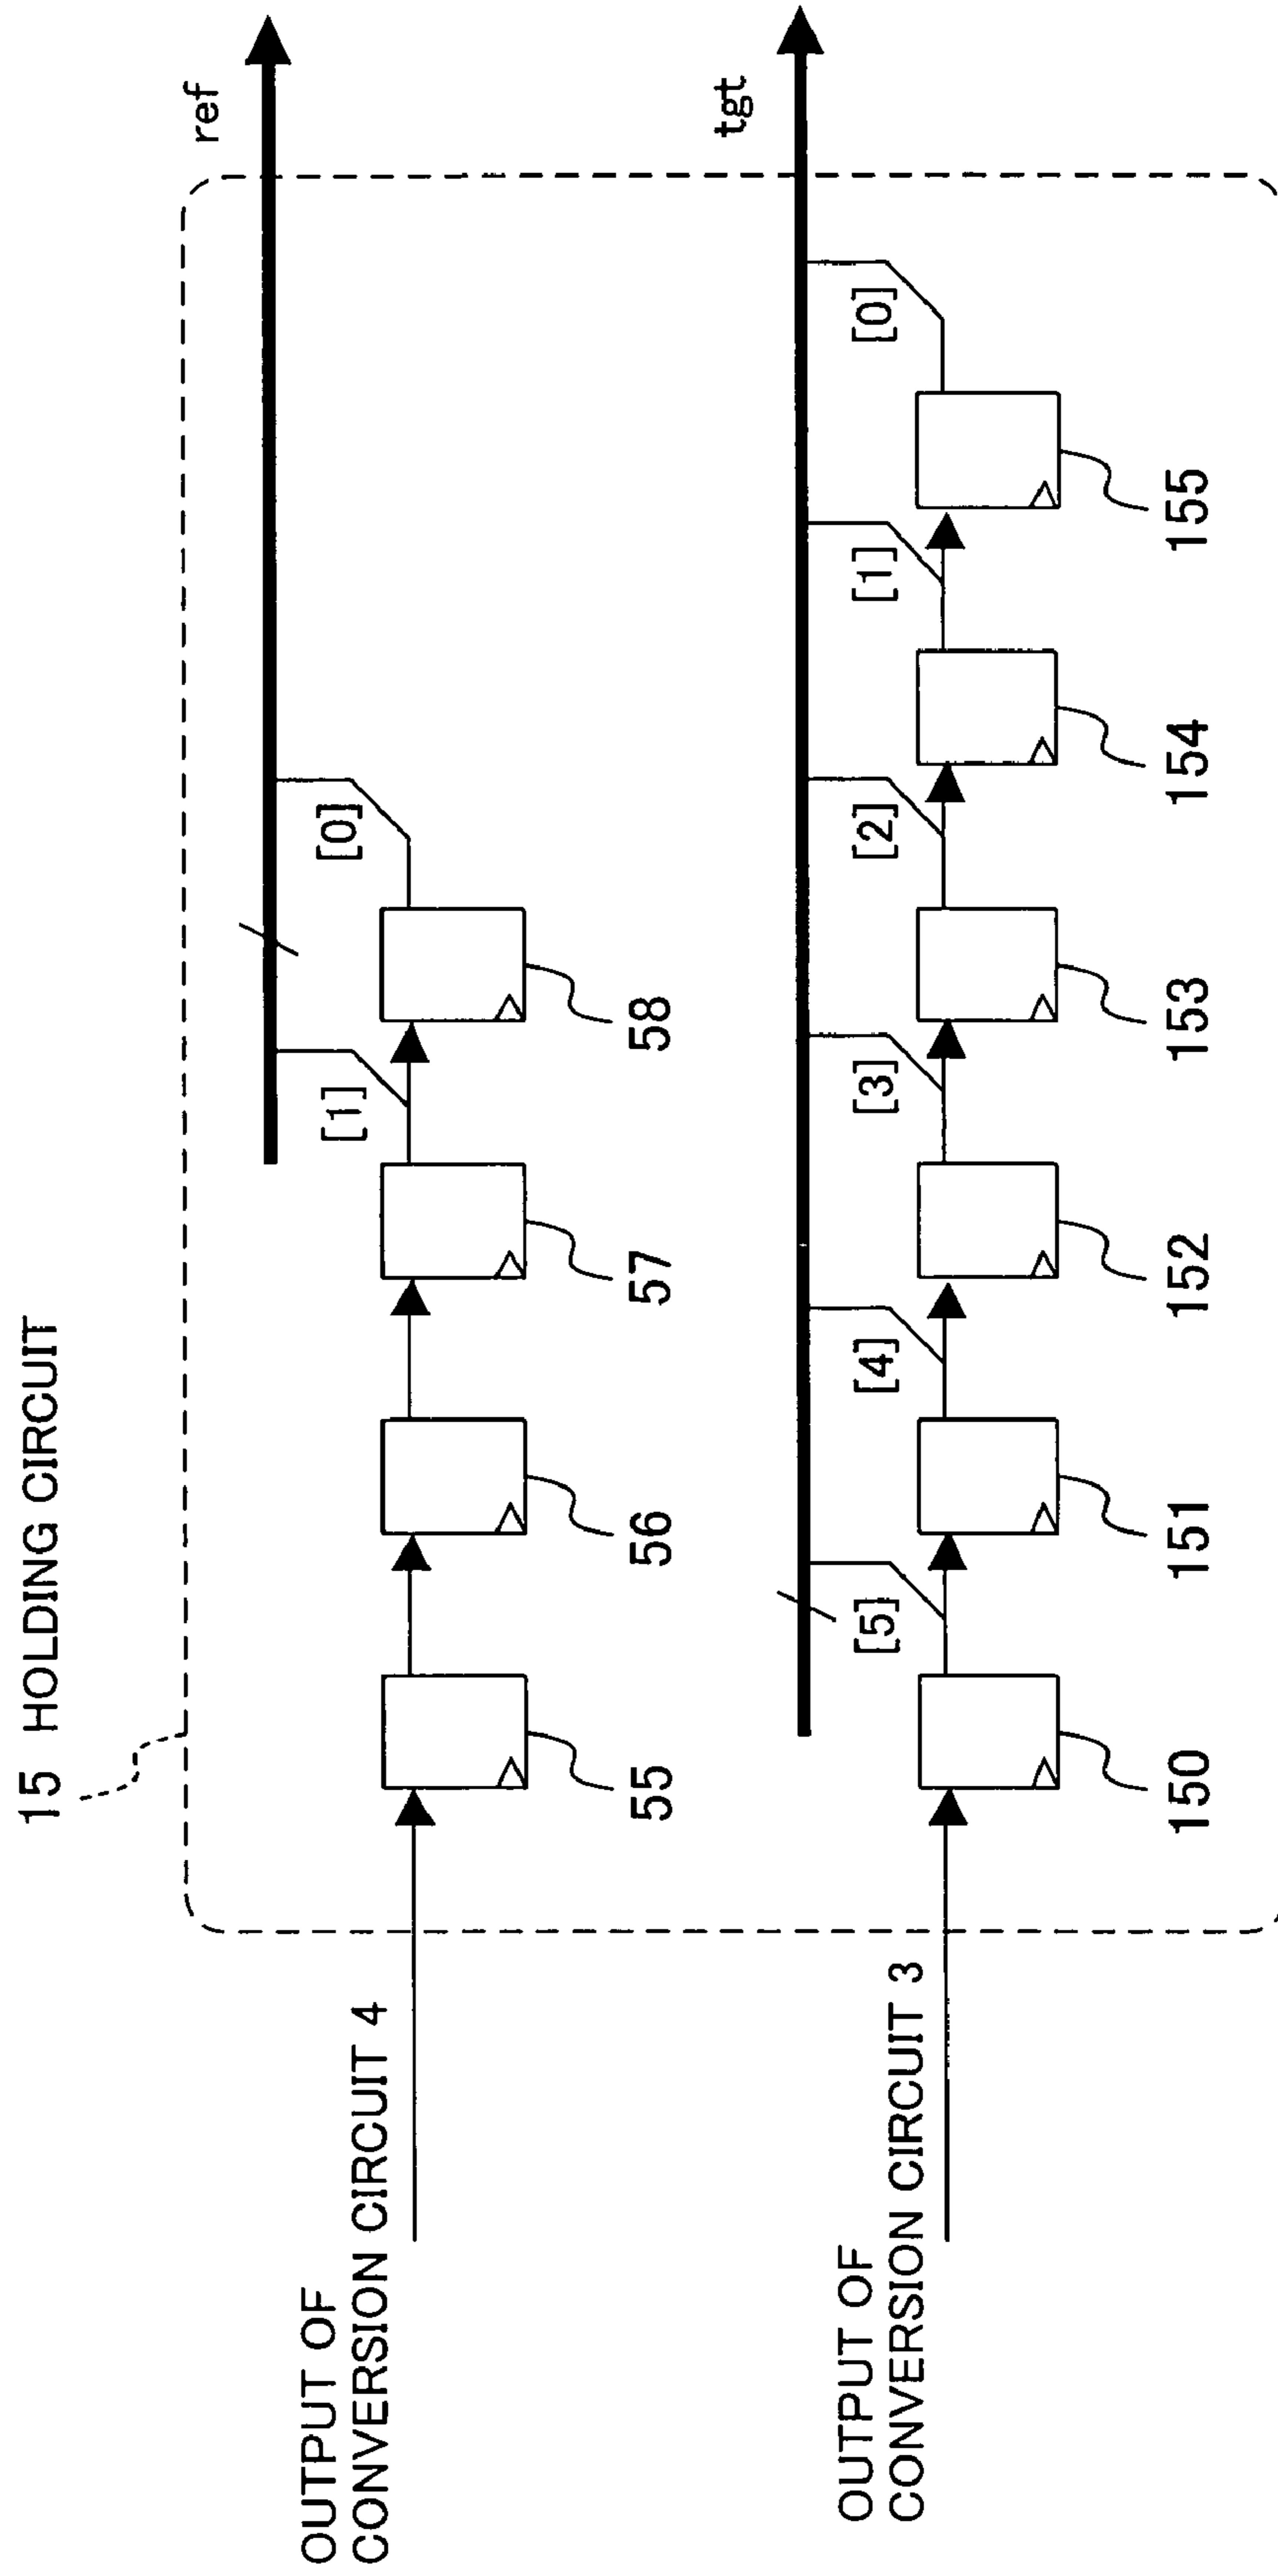 15 HOLDING CIRCUIT
ref
OUTPUT OF
CONVERSION CIRCUIT 4
[1]
[0]
55
56
57
58
tgt
OUTPUT OF
CONVERSION CIRCUIT 3
[5]
[4]
[3]
[2]
[1]
[0]
150
151
152
153
154
155